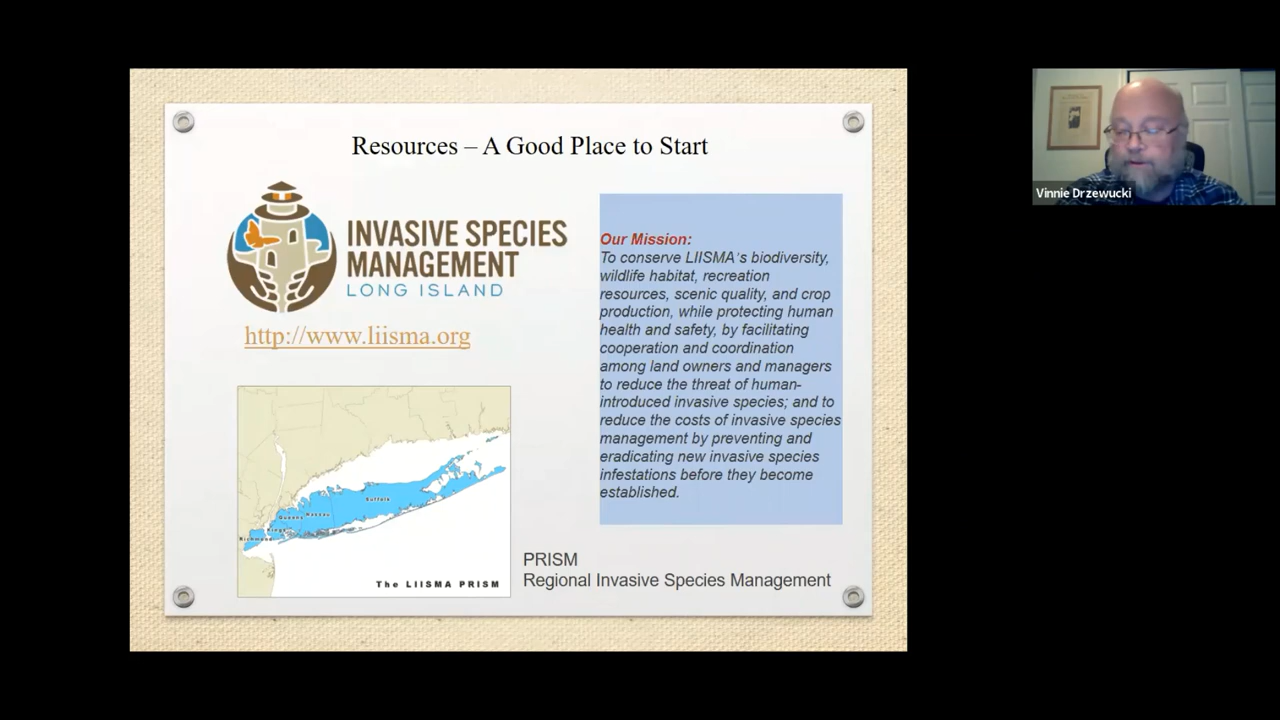 Resources – A Good Place to Start
INVASIVE SPECIES
MANAGEMENT
LONG ISLAND
http://www.liisma.org
Our Mission:
To conserve LIISMA's biodiversity,
wildlife habitat, recreation
resources, scenic quality, and crop
production, while protecting human
health and safety, by facilitating
cooperation and coordination
among land owners and managers
to reduce the threat of human-
introduced invasive species; and to
reduce the costs of invasive species
management by preventing and
eradicating new invasive species
infestations before they become
established.
Suffolk
Queens Nassau
Kings
Richmond
The LIISMA PRISM
PRISM
Regional Invasive Species Management
Vinnie Drzewucki